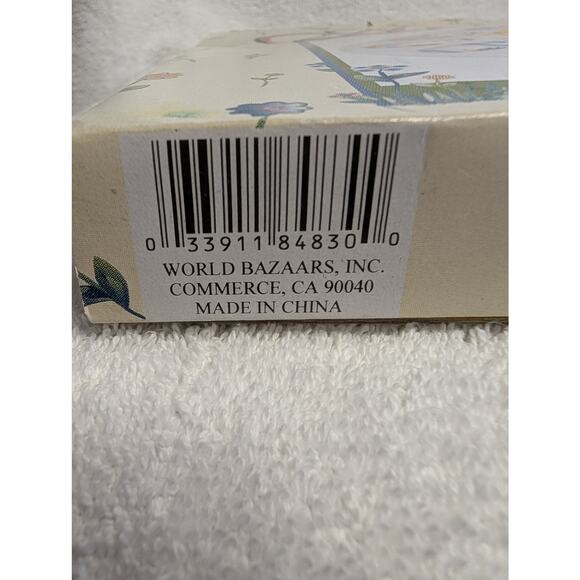 0 33911 84830 0
WORLD BAZAARS, INC.
COMMERCE, CA 90040
MADE IN CHINA